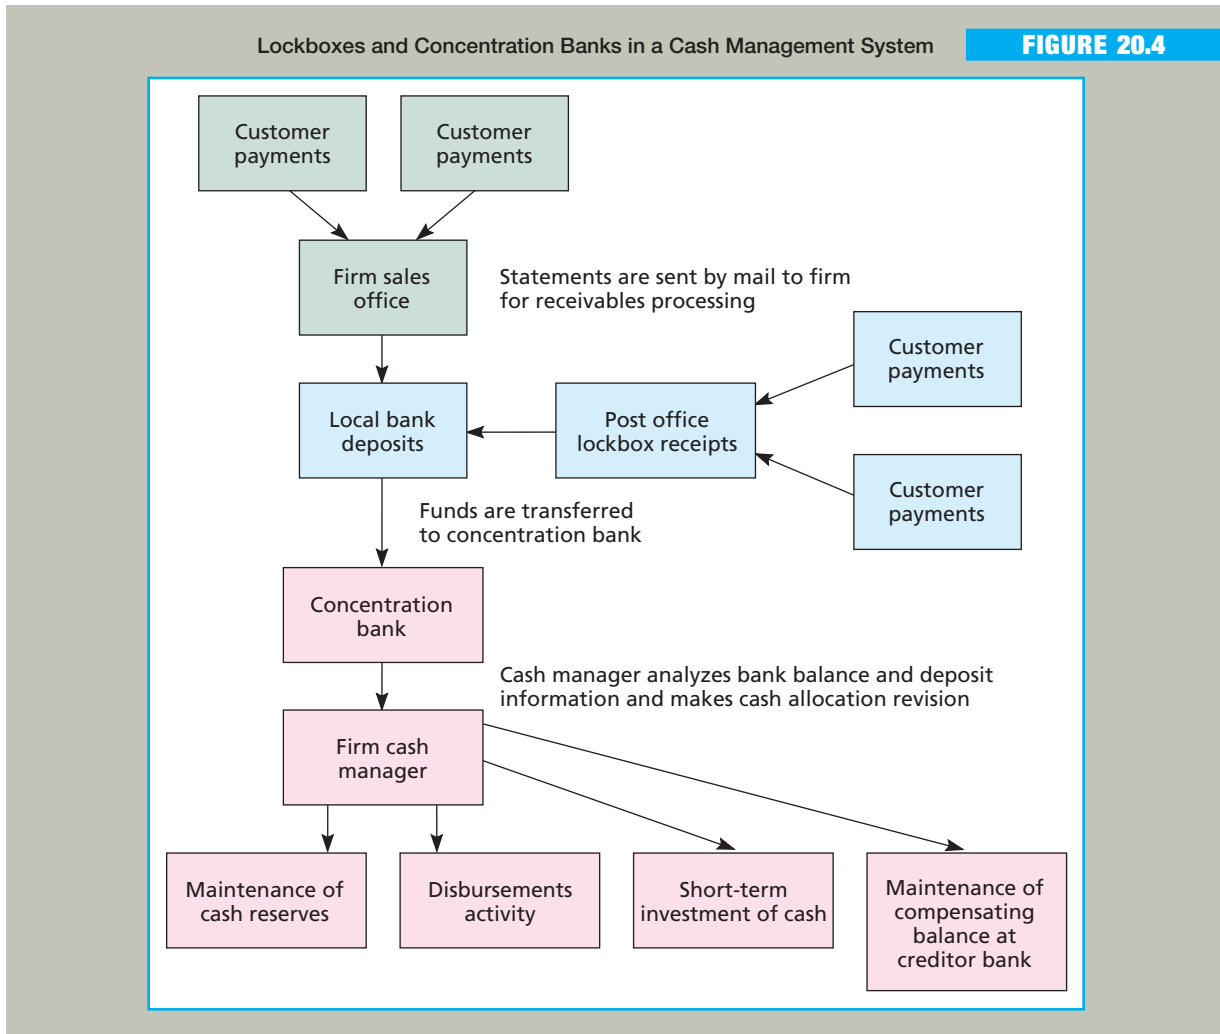 Lockboxes and Concentration Banks in a Cash Management System
FIGURE 20.4
Customer
payments
Customer
payments
Firm sales
office
Statements are sent by mail to firm
for receivables processing
Customer
payments
Local bank
deposits
Post office
lockbox receipts
Customer
payments
Funds are transferred
to concentration bank
Concentration
bank
Cash manager analyzes bank balance and deposit
information and makes cash allocation revision
Firm cash
manager
Maintenance of
cash reserves
Disbursements
activity
Short-term
investment of cash
Maintenance of
compensating
balance at
creditor bank